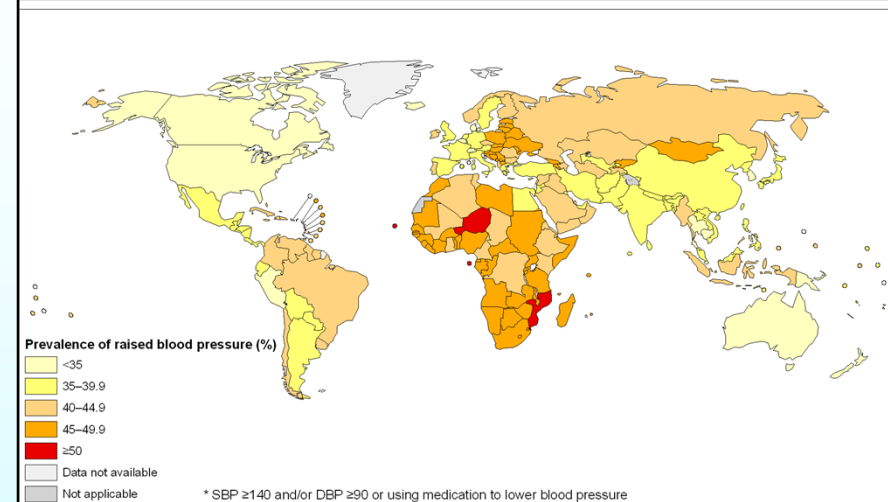 Prevalence of raised blood pressure (%)
<35
35–39.9
40–44.9
45–49.9
≥50
Data not available
Not applicable
* SBP ≥140 and/or DBP ≥90 or using medication to lower blood pressure